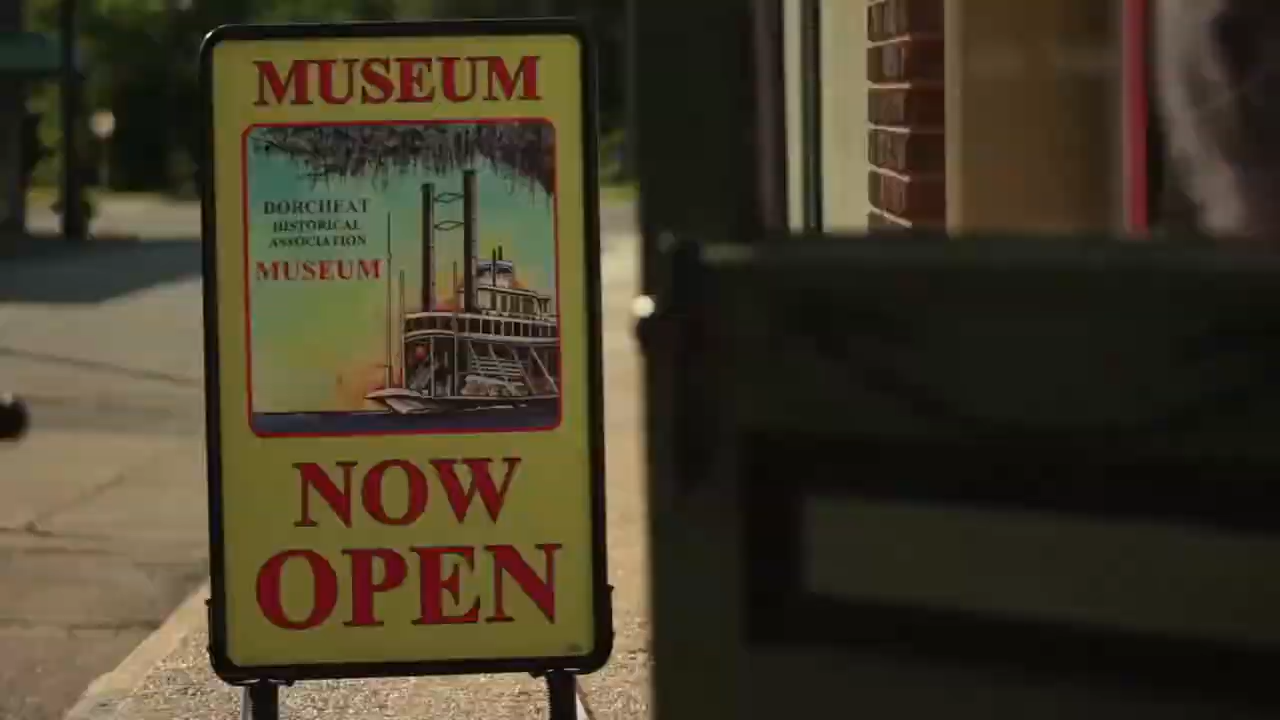 MUSEUM
DORCHEAT
HISTORICAL
ASSOCIATION
MUSEUM
NOW
OPEN